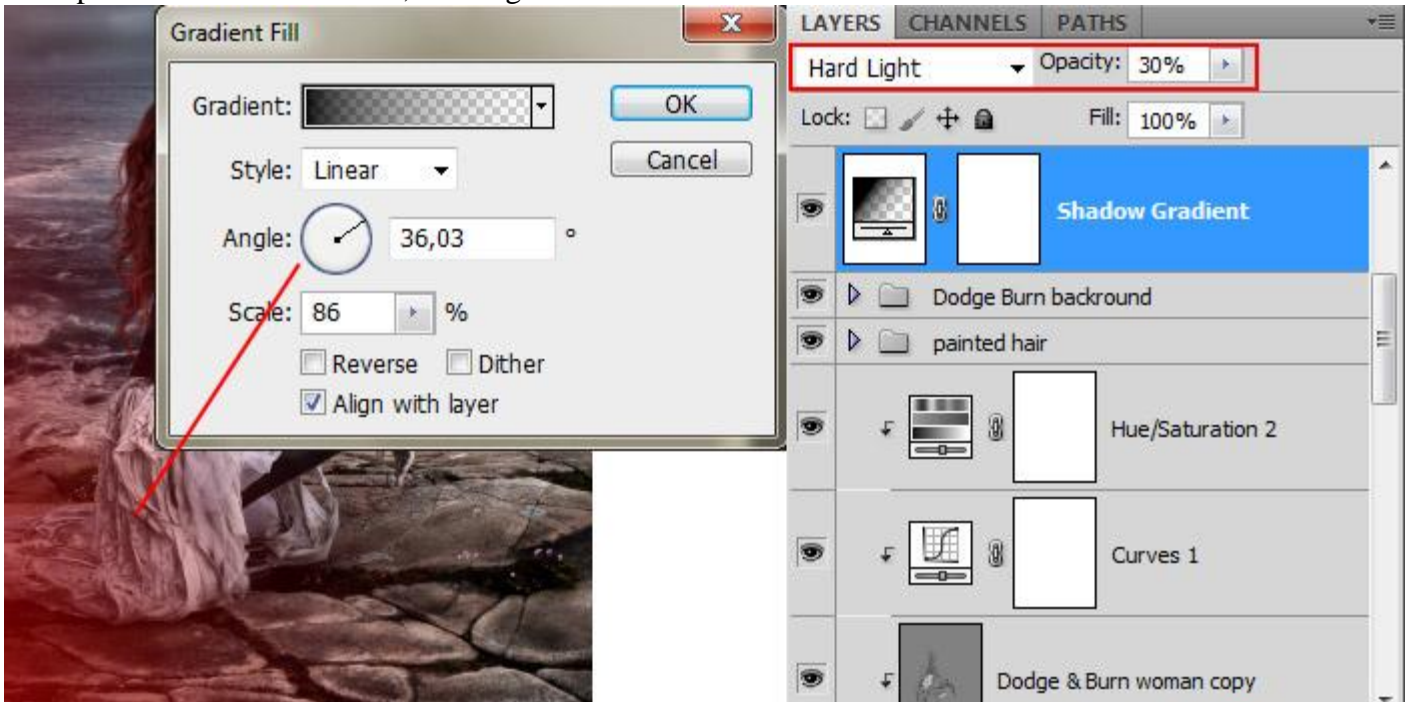 Gradient Fill
Gradient:
OK
Style: Linear
Cancel
Angle: 36,03 °
Scale: 86 %
Reverse Dither
Align with layer
LAYERS CHANNELS PATHS
Hard Light Opacity: 30%
Lock: Fill: 100%
Shadow Gradient
Dodge Burn backround
painted hair
Hue/Saturation 2
Curves 1
Dodge & Burn woman copy